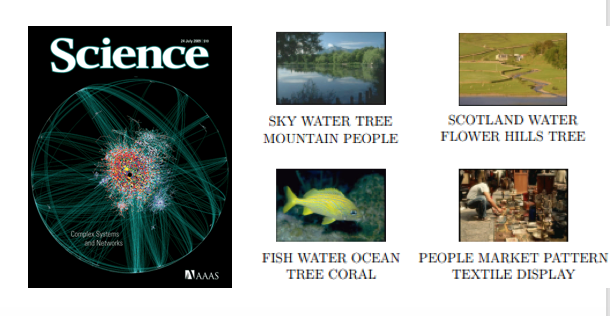 24 July 2009 | $10
Science
Complex Systems
and Networks
AAAS
SKY WATER TREE
MOUNTAIN PEOPLE
SCOTLAND WATER
FLOWER HILLS TREE
FISH WATER OCEAN
TREE CORAL
PEOPLE MARKET PATTERN
TEXTILE DISPLAY